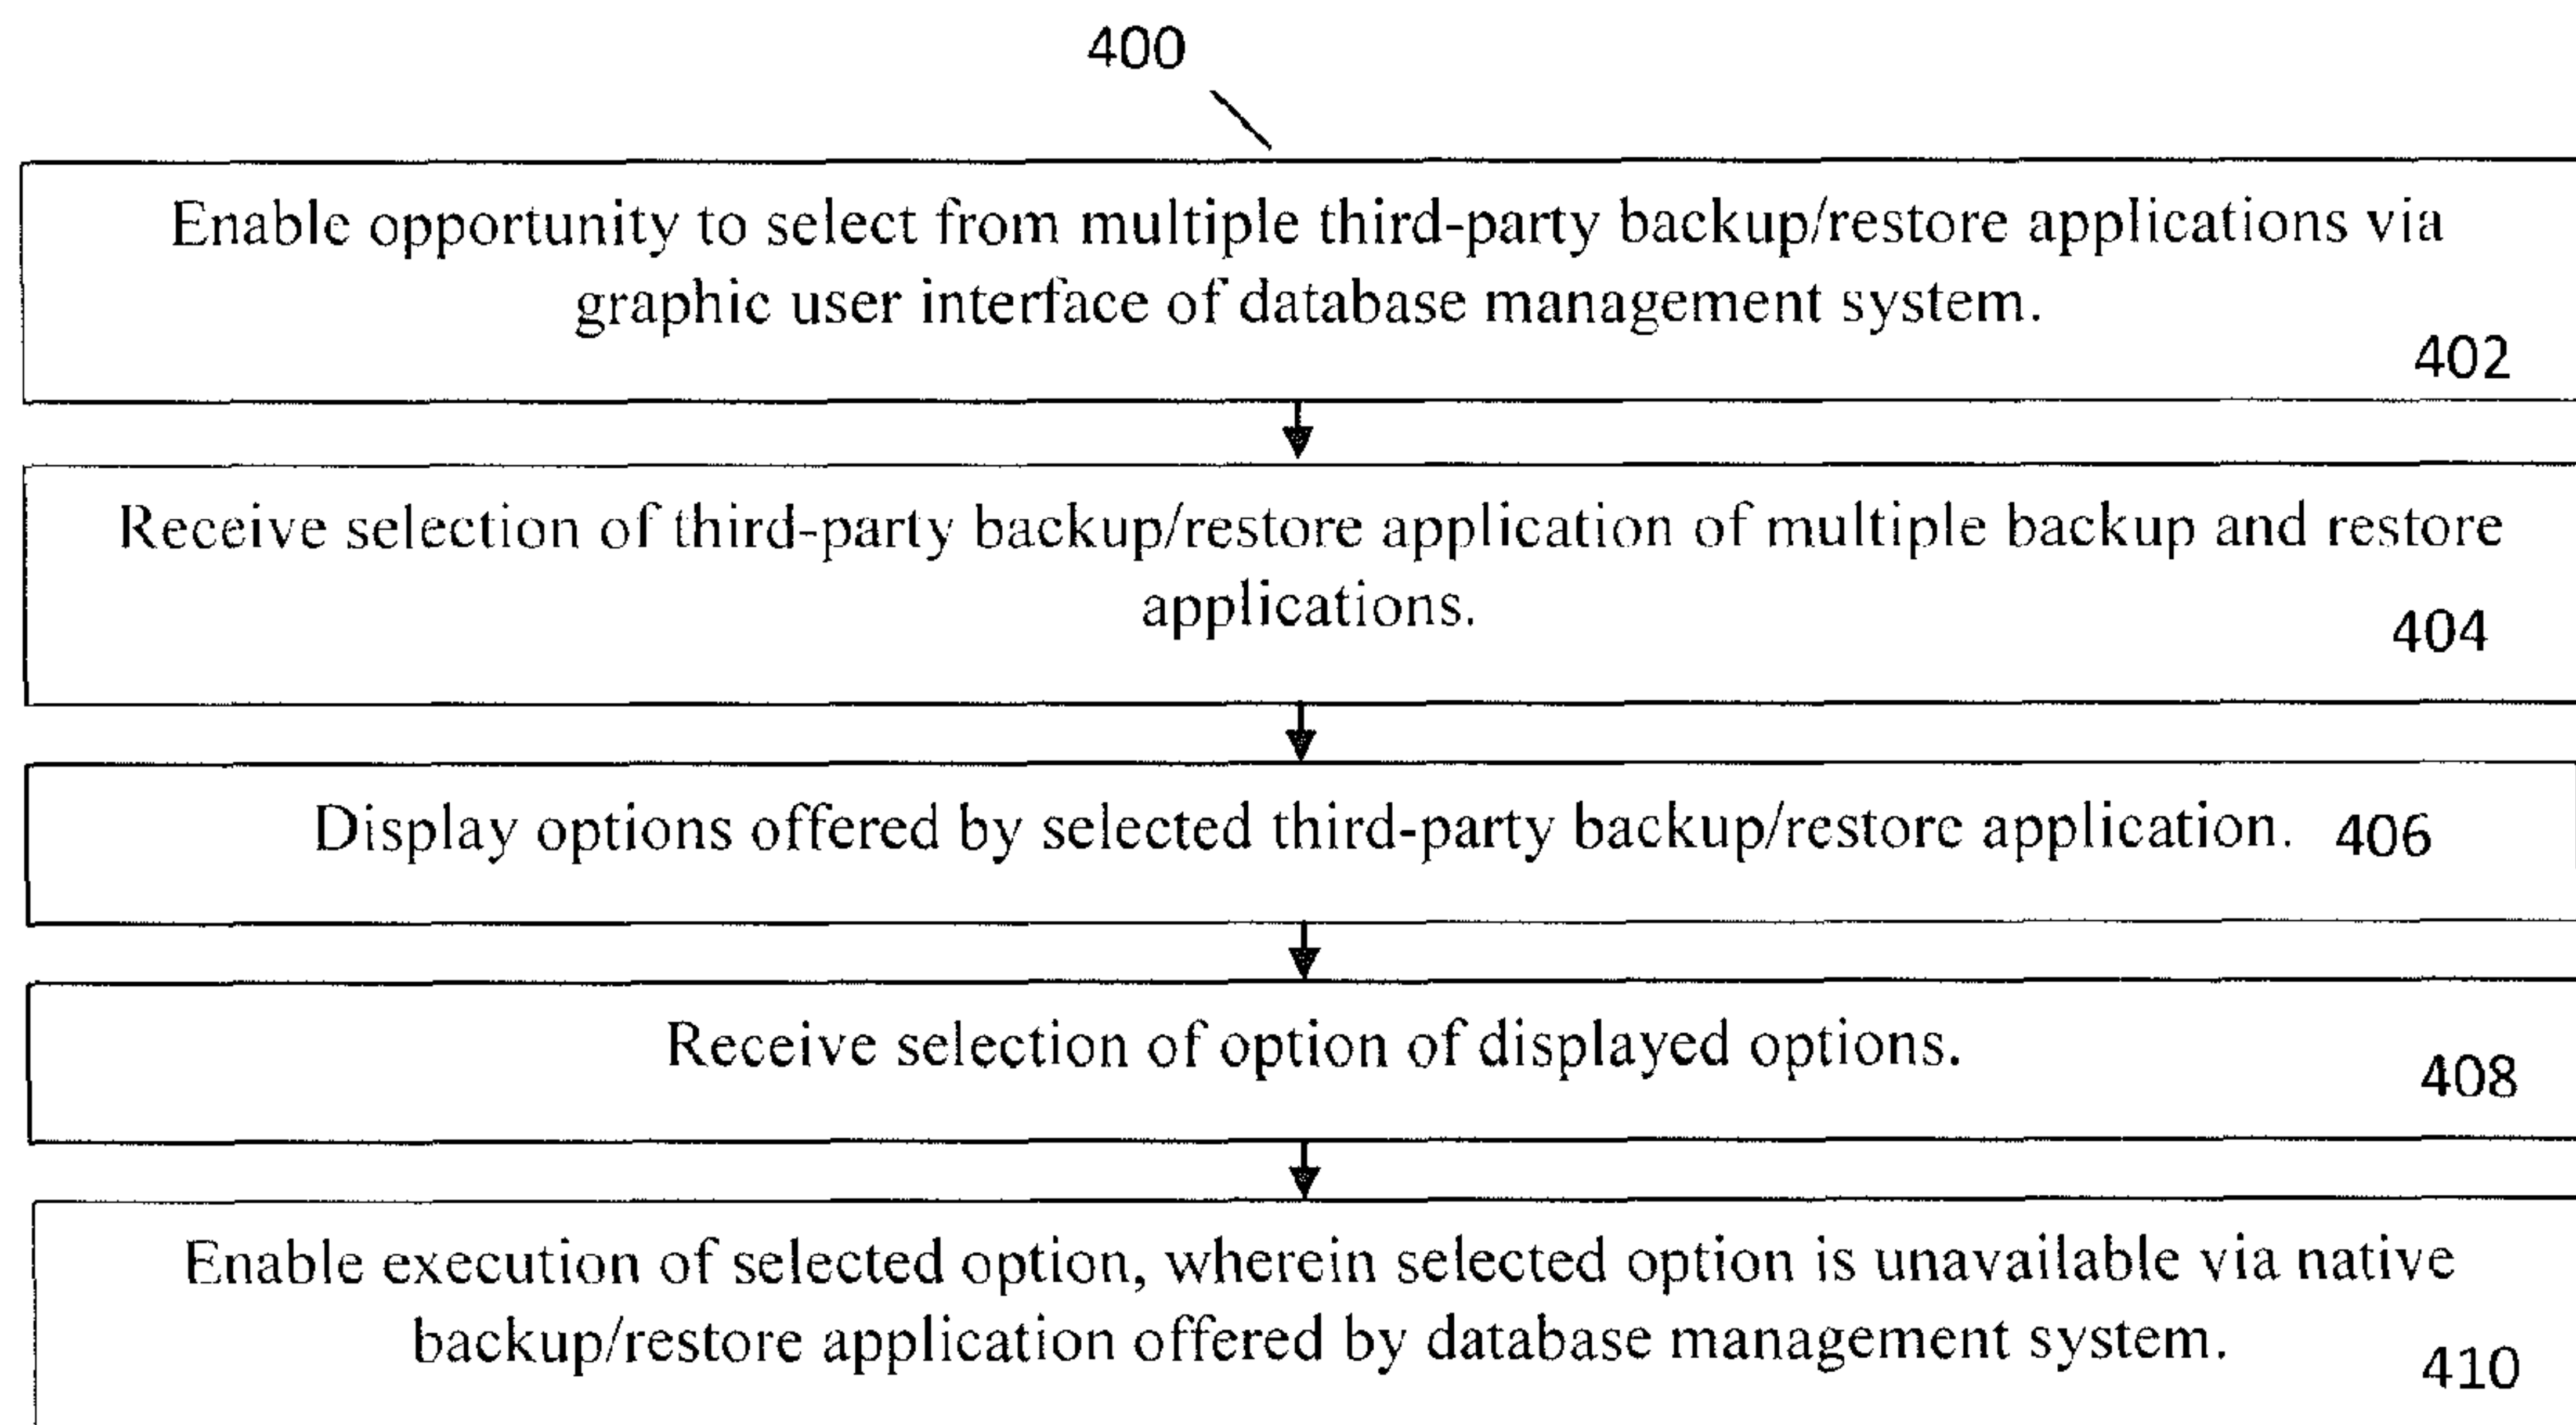 400
Enable opportunity to select from multiple third-party backup/restore applications via
graphic user interface of database management system.
402
Receive selection of third-party backup/restore application of multiple backup and restore
applications.
404
Display options offered by selected third-party backup/restore application. 406
Receive selection of option of displayed options.
408
Enable execution of selected option, wherein selected option is unavailable via native
backup/restore application offered by database management system.
410